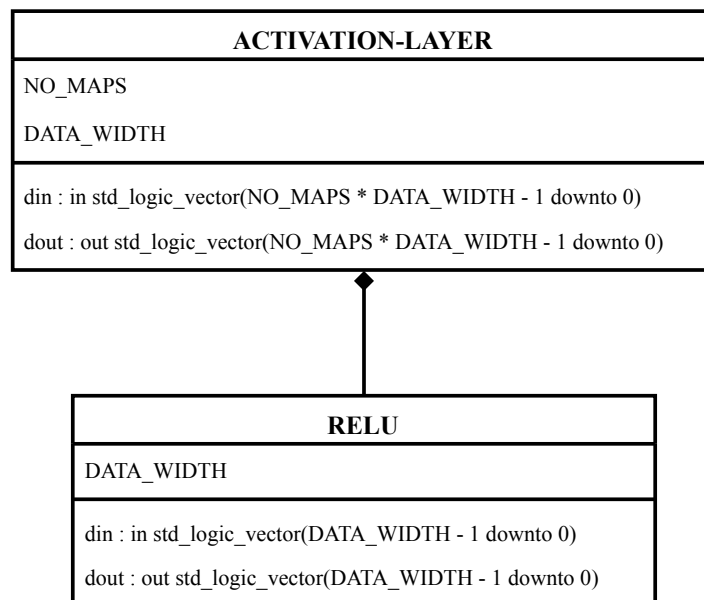 ACTIVATION-LAYER
NO_MAPS
DATA_WIDTH
din : in std_logic_vector(NO_MAPS * DATA_WIDTH - 1 downto 0)
dout : out std_logic_vector(NO_MAPS * DATA_WIDTH - 1 downto 0)
RELU
DATA_WIDTH
din : in std_logic_vector(DATA_WIDTH - 1 downto 0)
dout : out std_logic_vector(DATA_WIDTH - 1 downto 0)